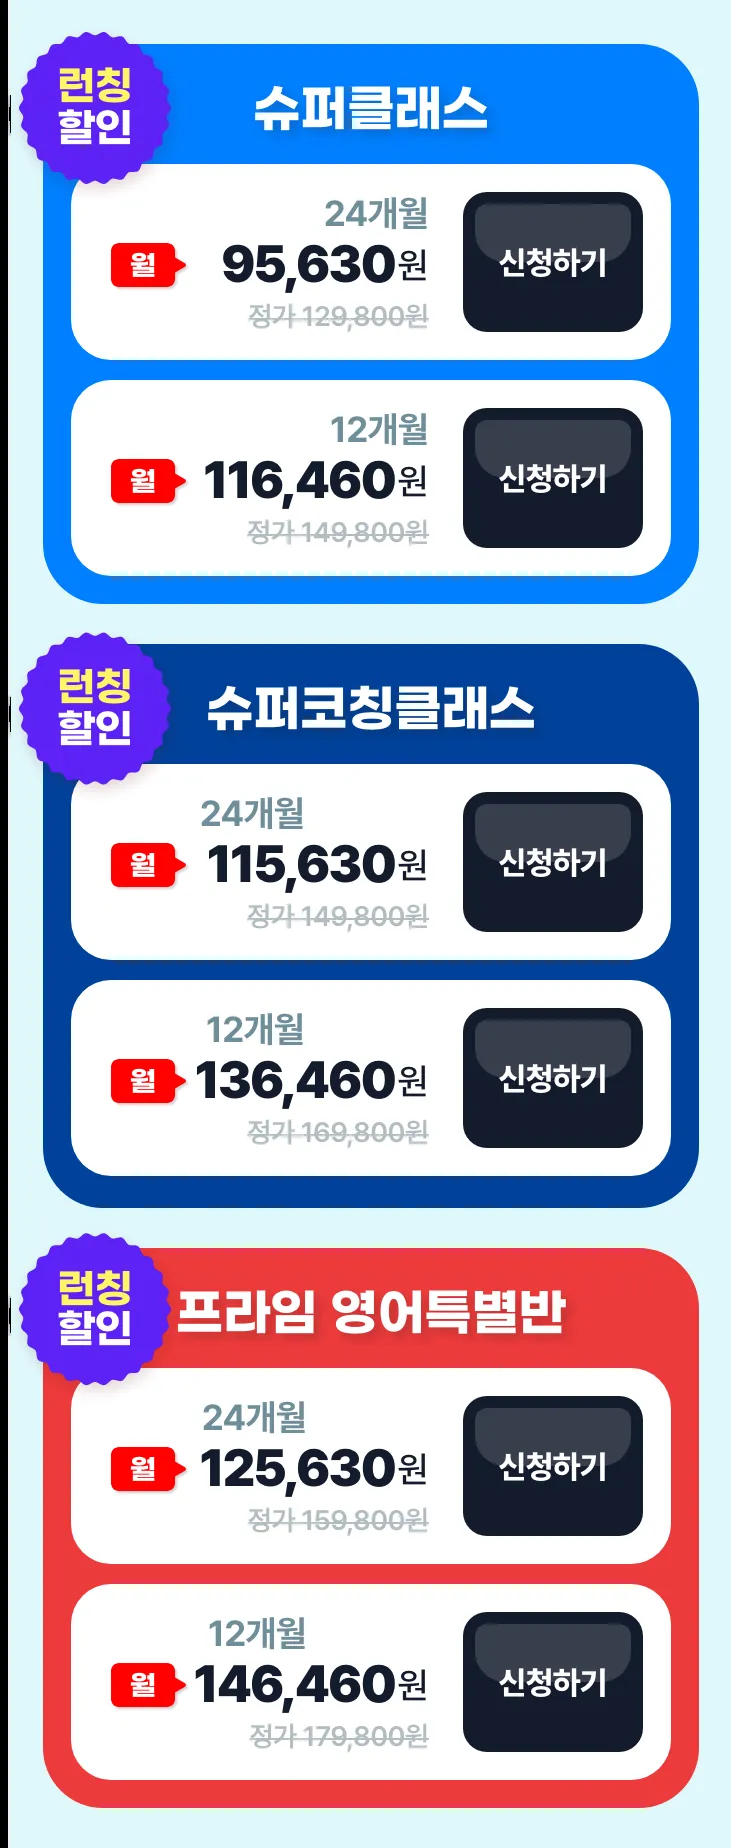 런칭
할인
슈퍼클래스
24개월
월 95,630원
정가 129,800원
신청하기
12개월
월 116,460원
정가 149,800원
신청하기
런칭
할인
슈퍼코칭클래스
24개월
월 115,630원
정가 149,800원
신청하기
12개월
월 136,460원
정가 169,800원
신청하기
런칭
할인
프라임 영어특별반
24개월
월 125,630원
정가 159,800원
신청하기
12개월
월 146,460원
정가 179,800원
신청하기